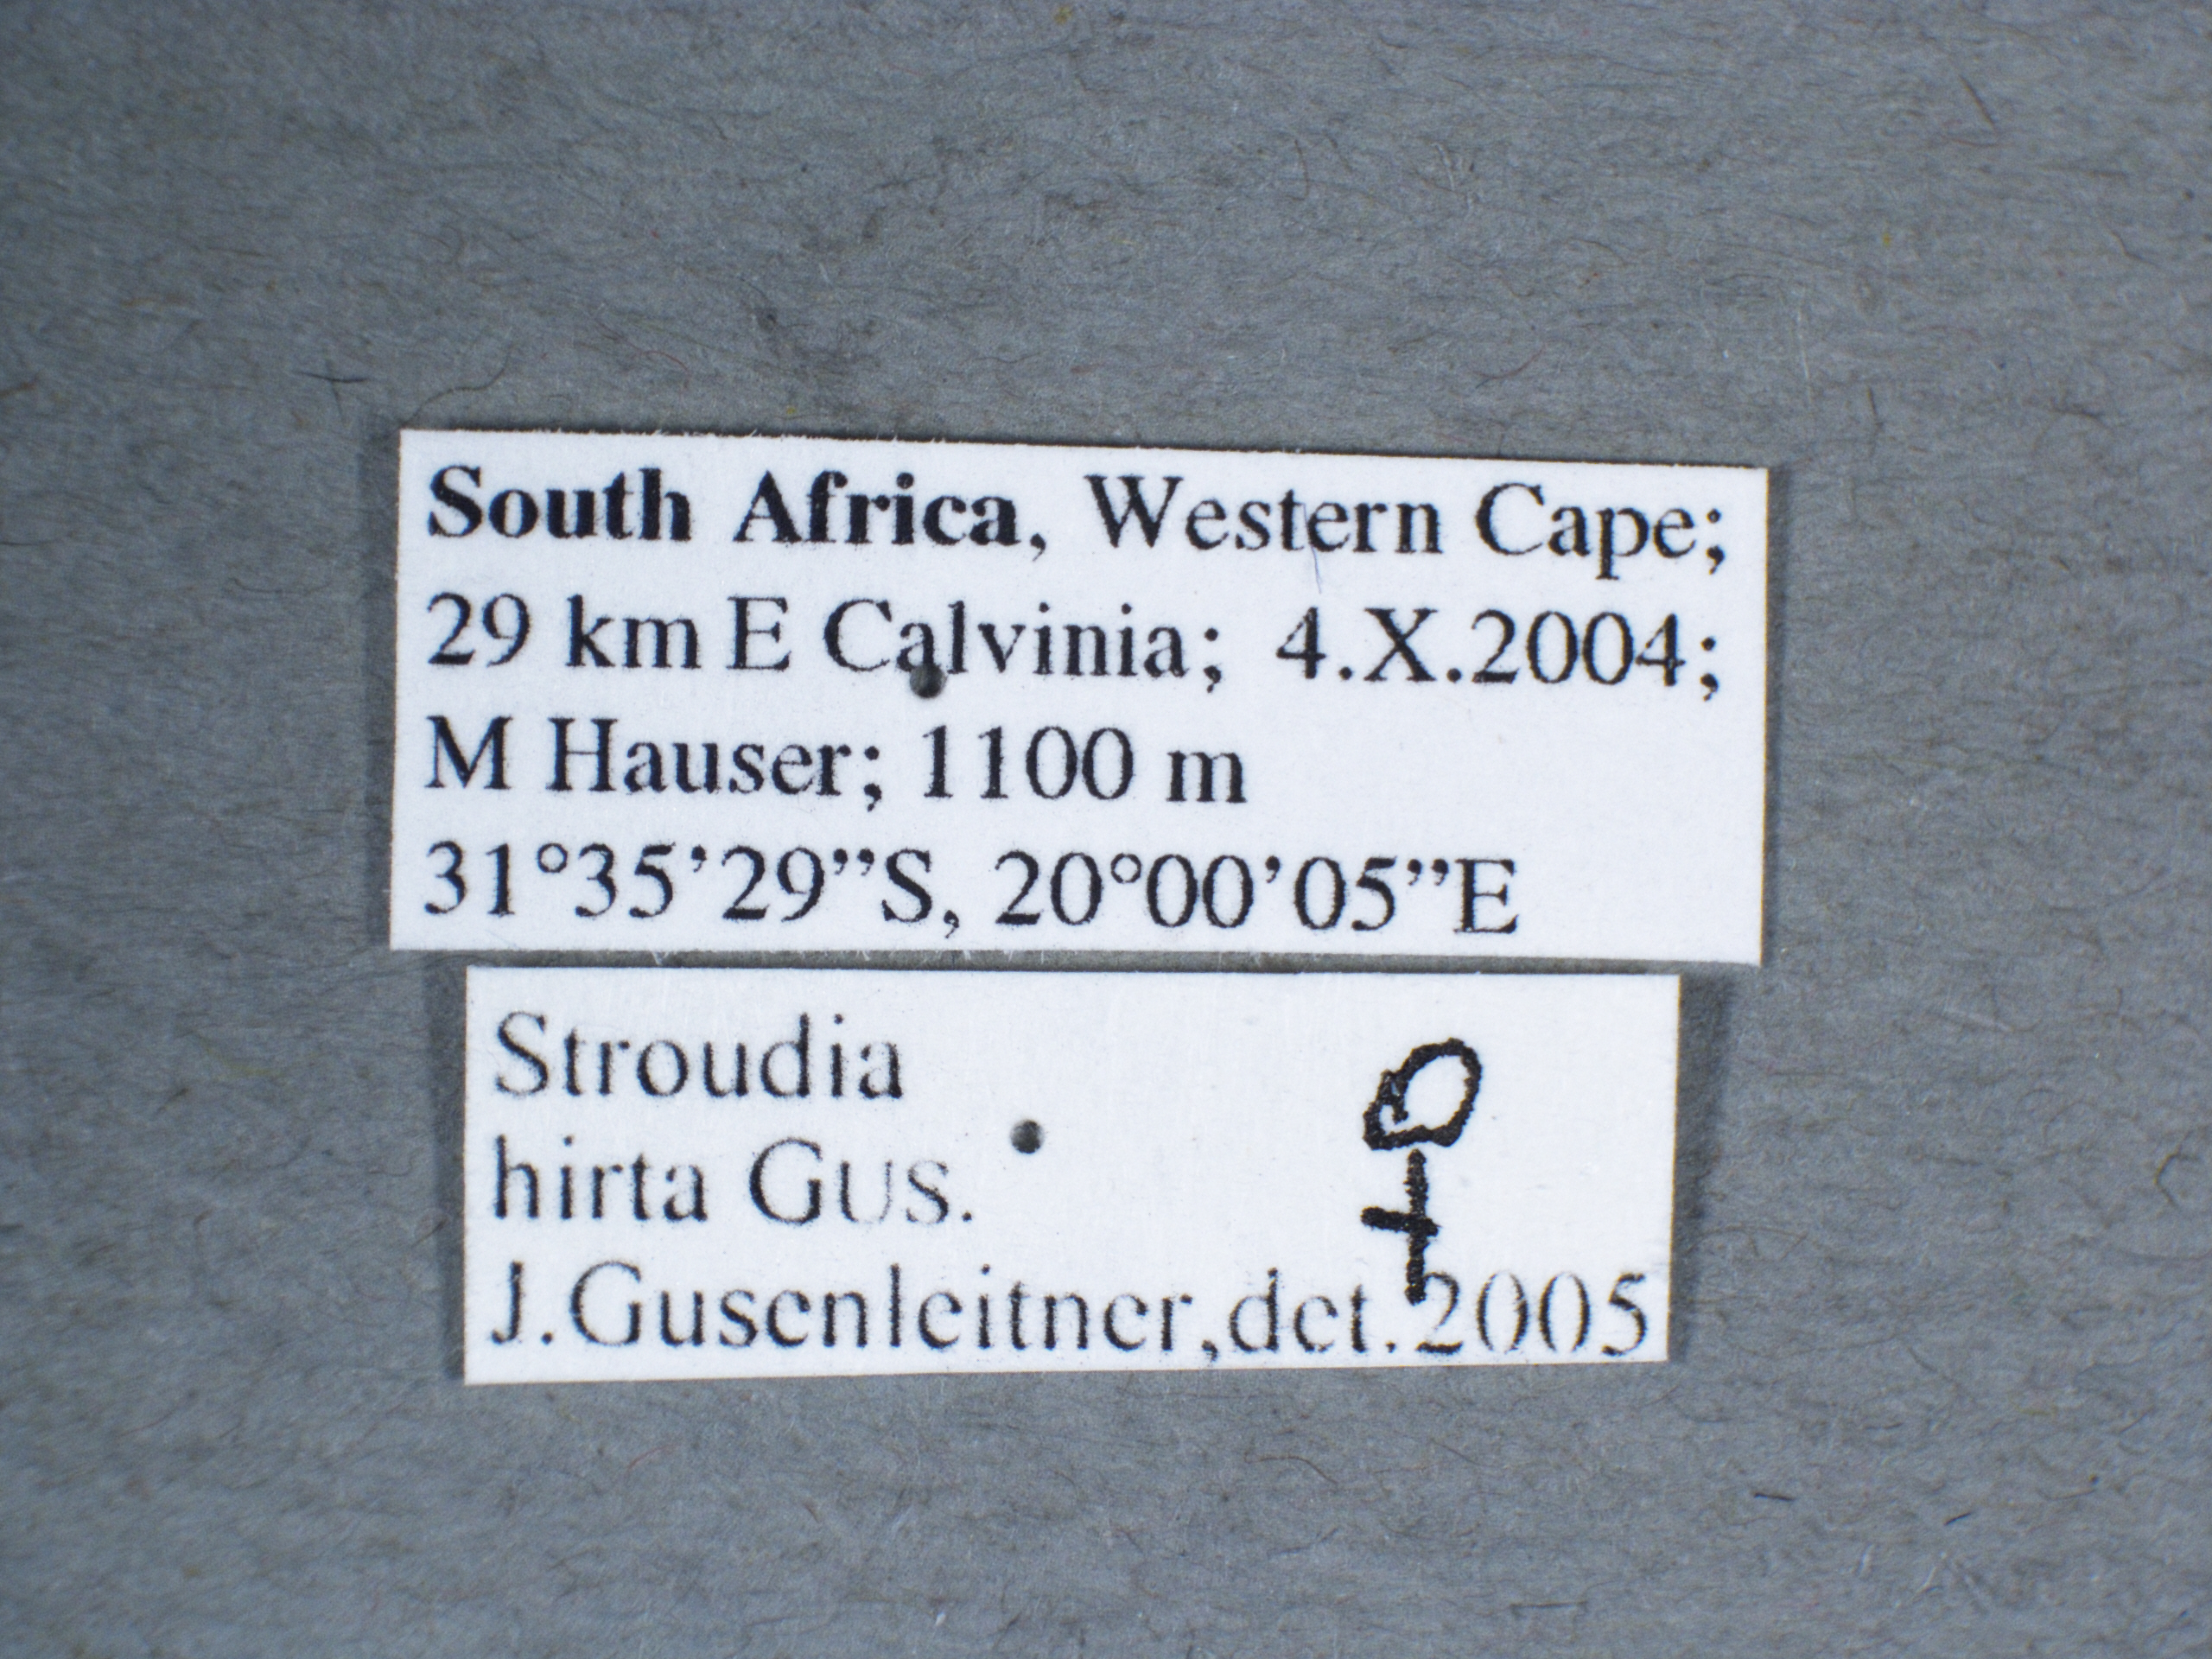 South Africa, Western Cape;
29 km E Calvinia; 4.X.2004;
M Hauser; 1100 m
31°35’29”S, 20°00’05”E
Stroudia
hirta GUS. ♀
J.Gusenleitner,det.2005